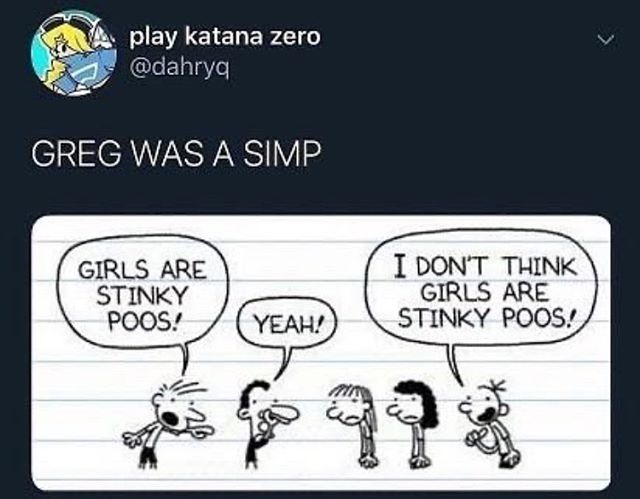 play katana zero
@dahryq
GREG WAS A SIMP
GIRLS ARE
STINKY
POOS!
YEAH!
I DON'T THINK
GIRLS ARE
STINKY POOS!